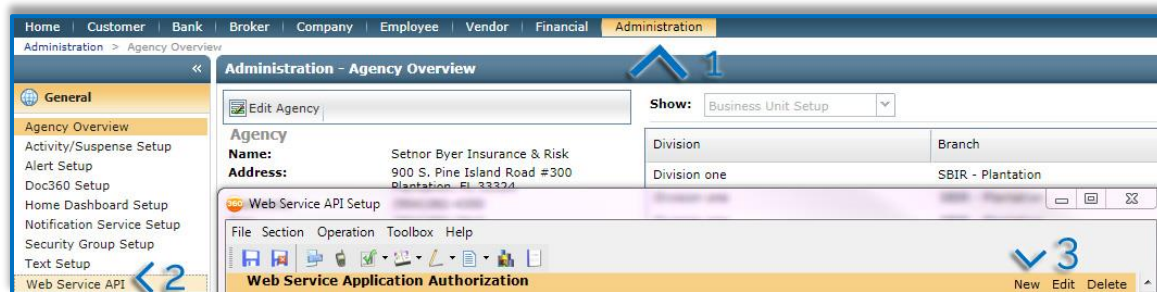 Home | Customer | Bank | Broker | Company | Employee | Vendor | Financial | Administration
Administration > Agency Overview
«
Administration - Agency Overview
1
General
Edit Agency
Show: Business Unit Setup
Agency Overview
Agency
Division Branch
Activity/Suspense Setup
Name: Setnor Byer Insurance & Risk
Alert Setup
Address: 900 S. Pine Island Road #300
Division one SBIR - Plantation
Doc360 Setup
Plantation, FL 33324
Home Dashboard Setup
360 Web Service API Setup
Notification Service Setup
File Section Operation Toolbox Help
Security Group Setup
Text Setup
3
Web Service API
2
Web Service Application Authorization
New Edit Delete